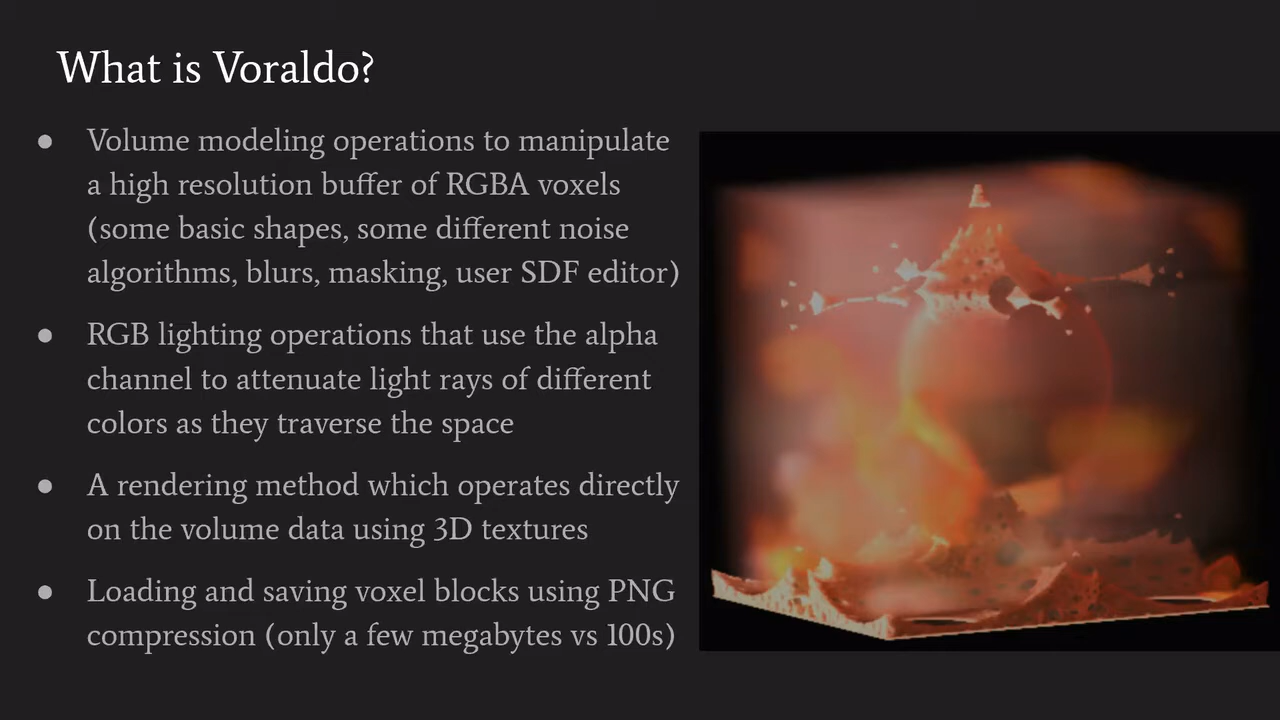 What is Voraldo?
● Volume modeling operations to manipulate
a high resolution buffer of RGBA voxels
(some basic shapes, some different noise
algorithms, blurs, masking, user SDF editor)
● RGB lighting operations that use the alpha
channel to attenuate light rays of different
colors as they traverse the space
● A rendering method which operates directly
on the volume data using 3D textures
● Loading and saving voxel blocks using PNG
compression (only a few megabytes vs 100s)